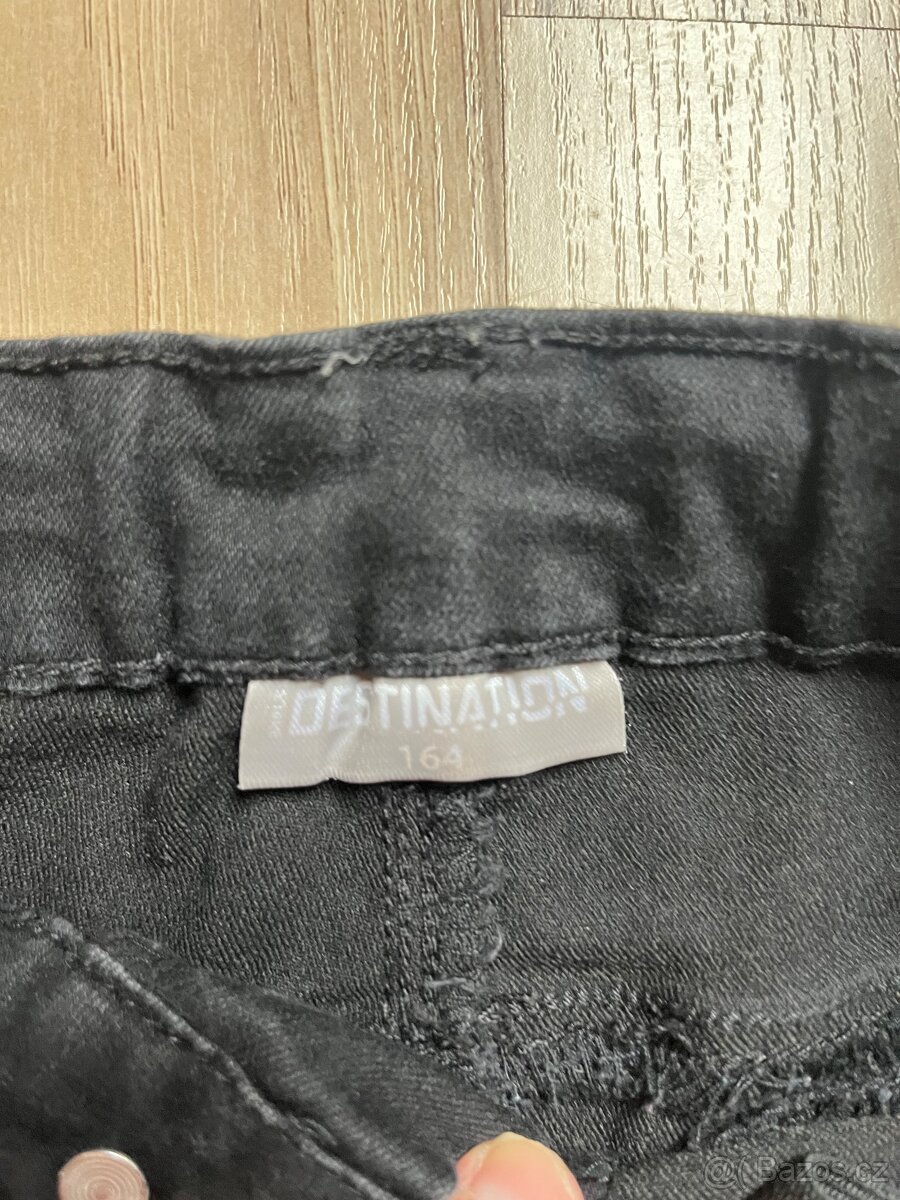 DESTINATION
164
@ Bazos.cz